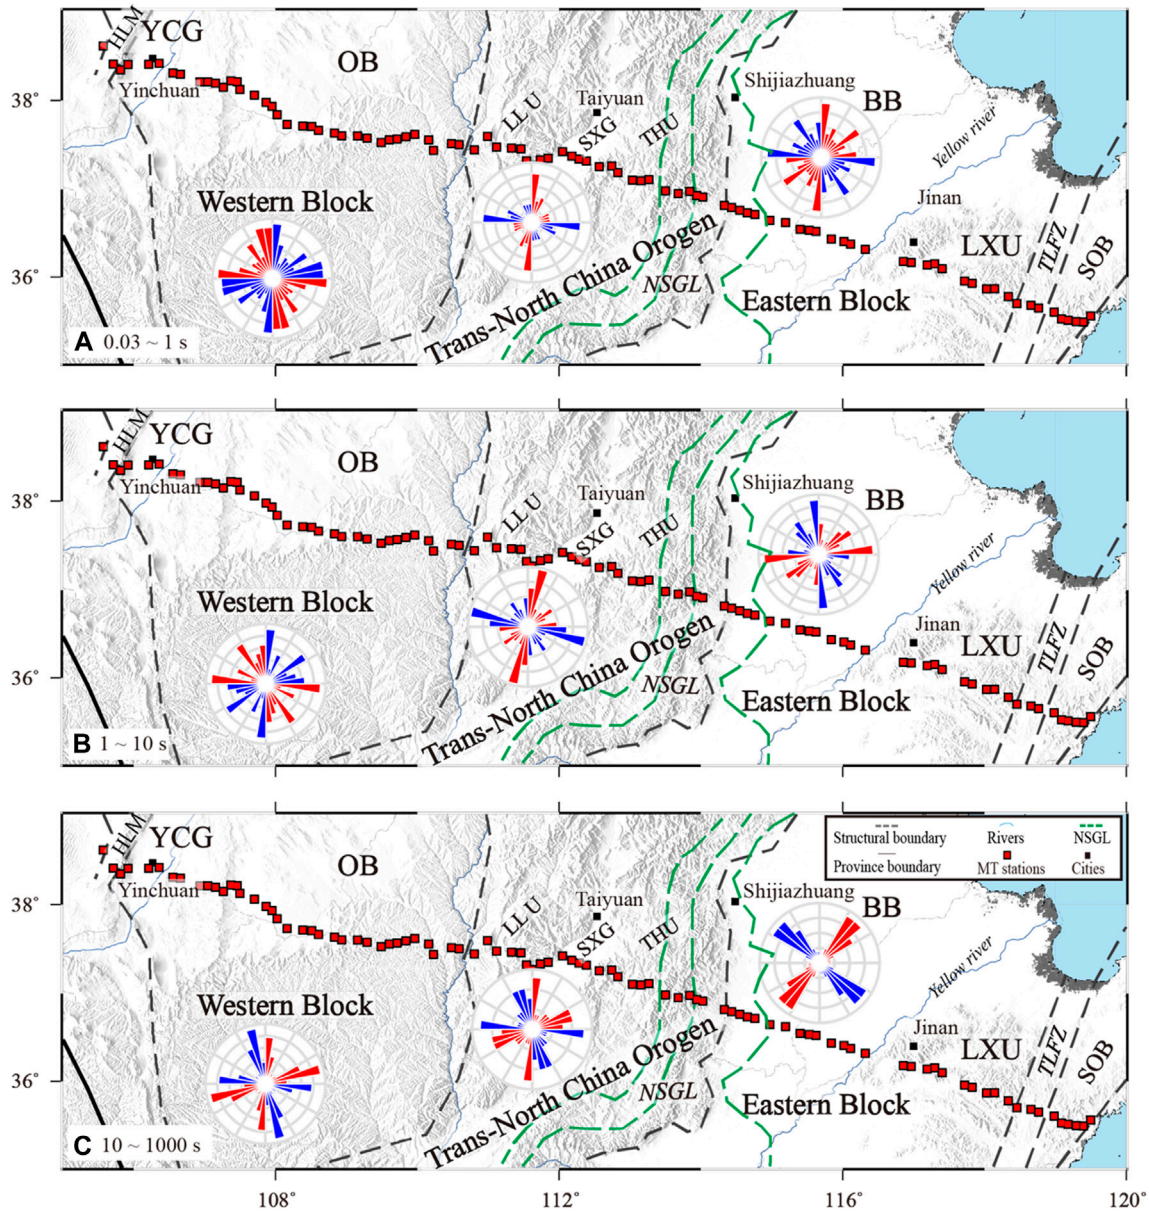 HLM
YCG
OB
Yinchuan
38°
LLU
Taiyuan
SXG
THU
Shijiazhuang
BB
Yellow river
Jinan
Western Block
36°
Trans-North China Orogen
NSGL
LXU
TLFZ
SOB
Eastern Block
A 0.03 ~ 1 s
HLM
YCG
OB
Yinchuan
38°
LLU
Taiyuan
SXG
THU
Shijiazhuang
BB
Yellow river
Jinan
Western Block
36°
Trans-North China Orogen
NSGL
LXU
TLFZ
SOB
Eastern Block
B 1 ~ 10 s
HLM
YCG
OB
Yinchuan
38°
LLU
Taiyuan
SXG
THU
Shijiazhuang
BB
Structural boundary
Rivers
NSGL
Province boundary
MT stations
Cities
Yellow river
Jinan
Western Block
36°
Trans-North China Orogen
NSGL
LXU
TLFZ
SOB
Eastern Block
C 10 ~ 1000 s
108°
112°
116°
120°